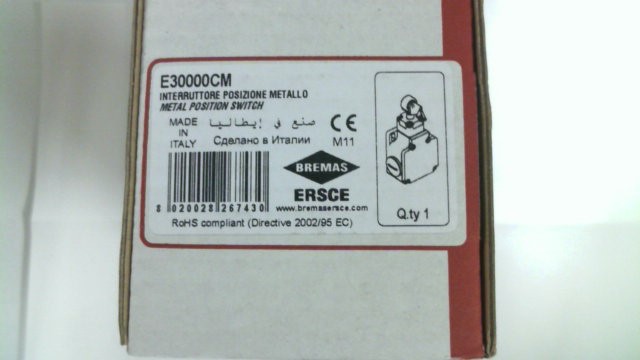 E30000CM
INTERRUTTORE POSIZIONE METALLO
METAL POSITION SWITCH
MADE IN ITALY
صنع في إيطاليا
Сделано в Италии
CE
M11
BREMAS
ERSCE
www.bremasersce.com
8 020028 267430
Q.ty 1
RoHS compliant (Directive 2002/95 EC)